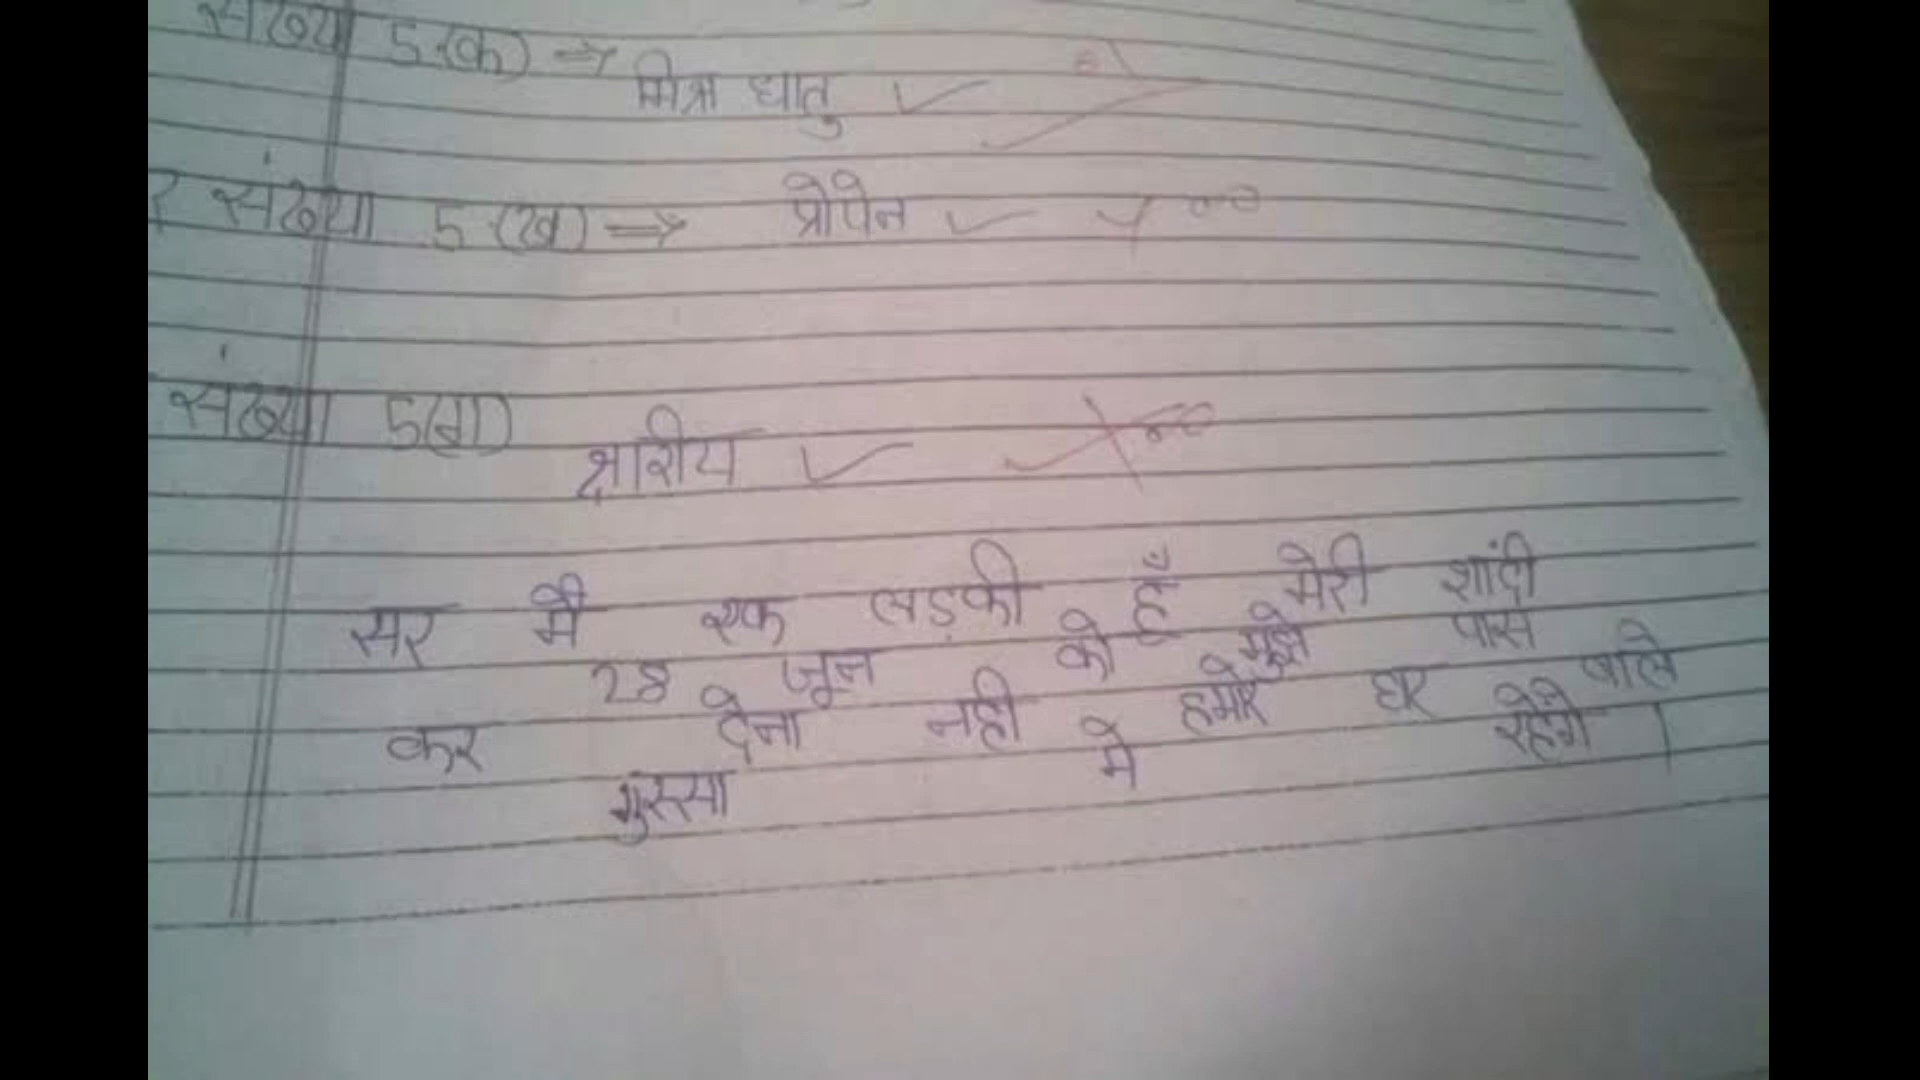 संख्या 5.(क) ⇒
मिश्र धातु ✓
र संख्या 5.(ख) ⇒ प्रोपेन ✓
संख्या 5(ग)
क्षारीय ✓
सर मै एक लड़की हूँ मेरी शांदी
28 जून को मुझे पास
कर देना नही हमारे घर वाले
गुस्सा मे रहेंगे ।